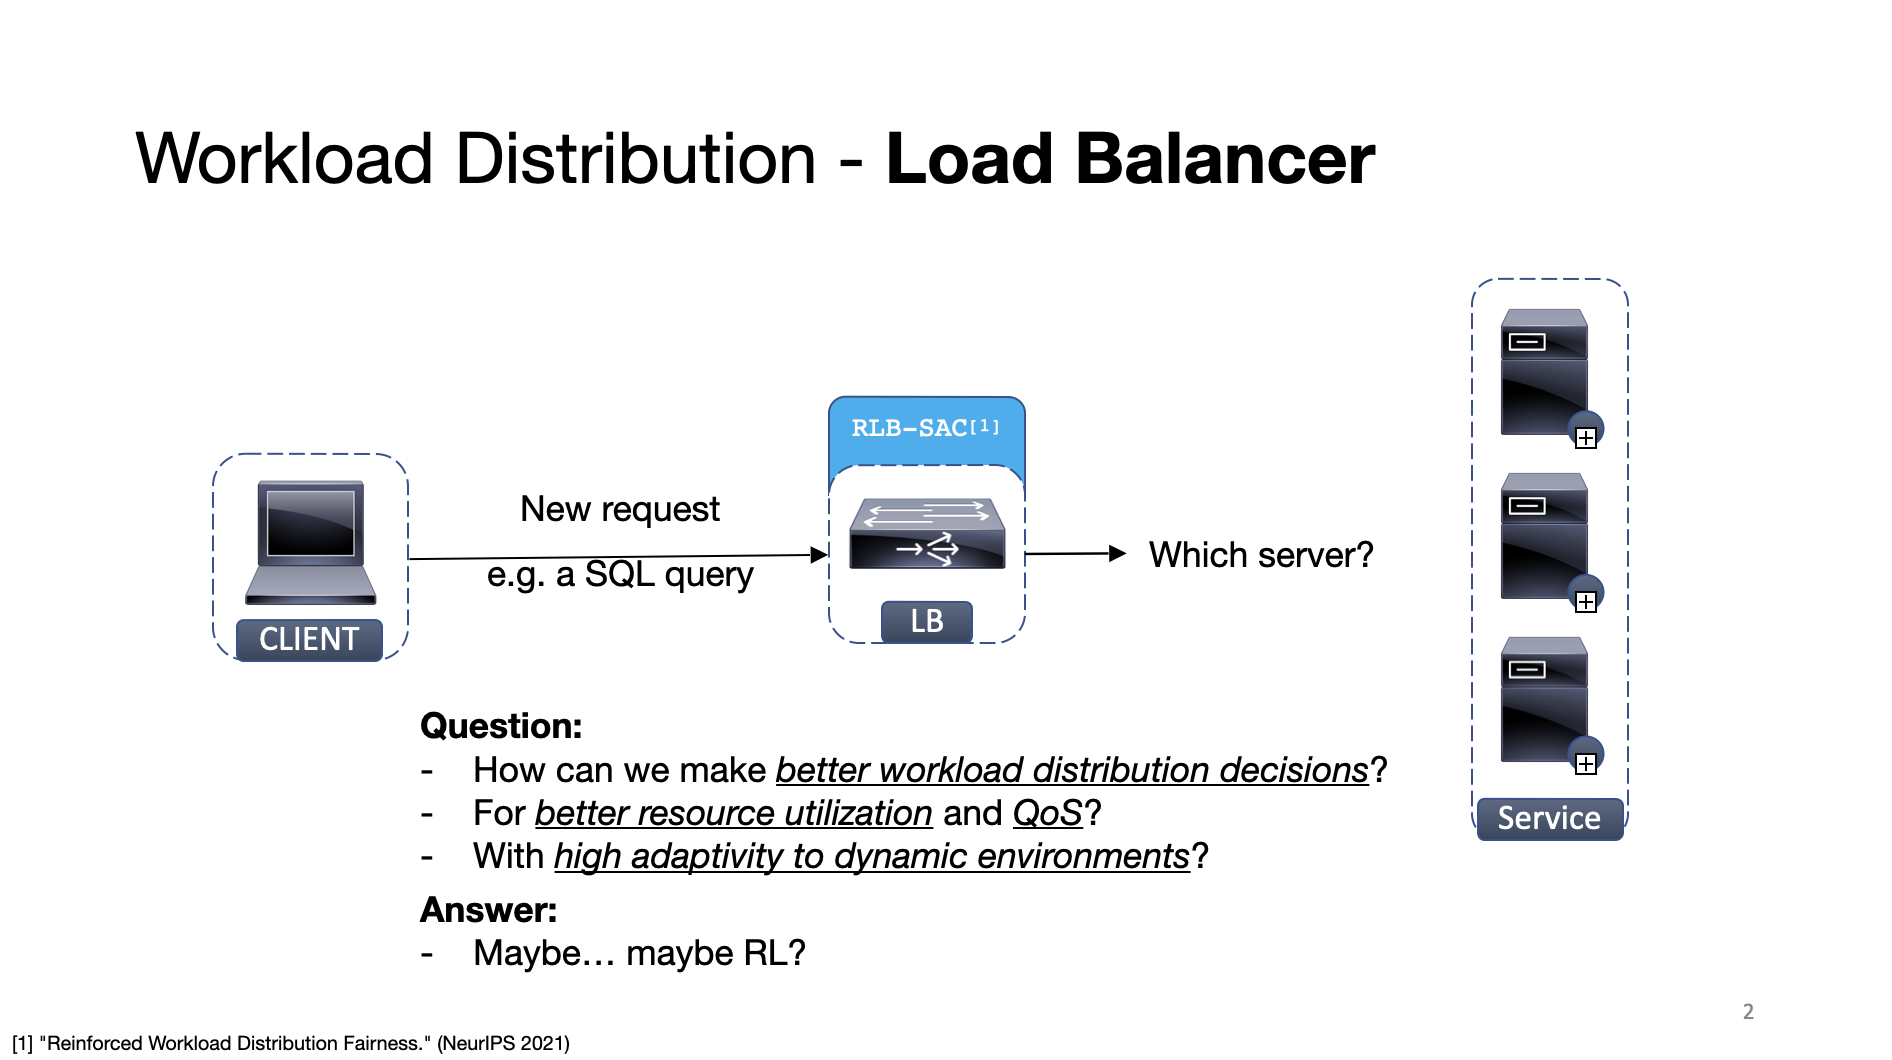 Workload Distribution - Load Balancer
RLB-SAC[1]
New request
e.g. a SQL query
Which server?
CLIENT
LB
Service
Question:
- How can we make better workload distribution decisions?
- For better resource utilization and QoS?
- With high adaptivity to dynamic environments?
Answer:
- Maybe… maybe RL?
2
[1] "Reinforced Workload Distribution Fairness." (NeurIPS 2021)